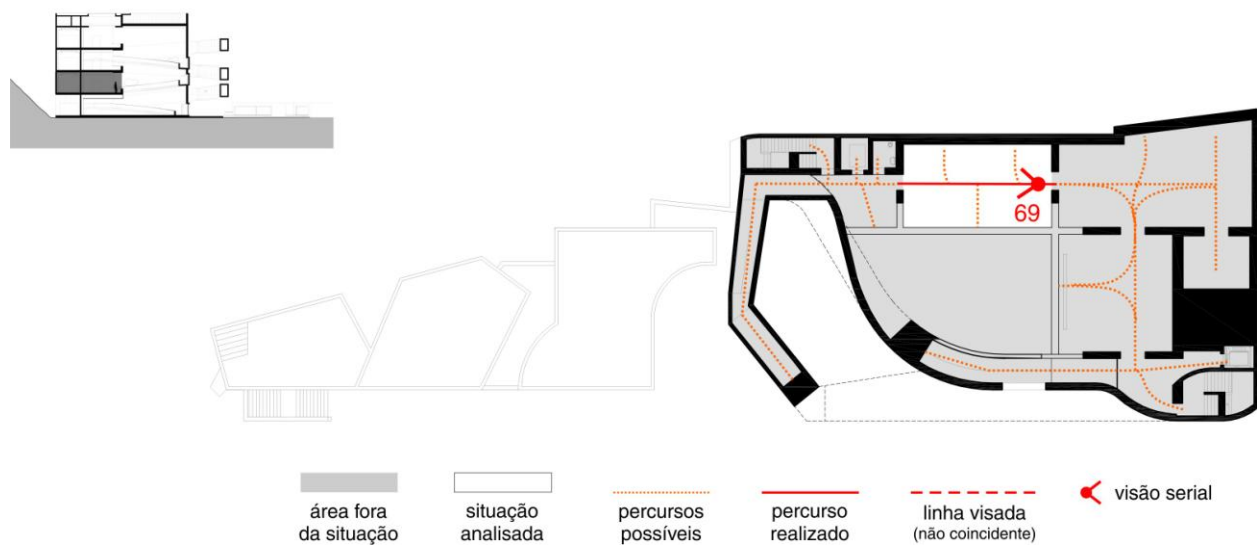 69
área fora
da situação
situação
analisada
percursos
possíveis
percurso
realizado
linha visada
(não coincidente)
visão serial